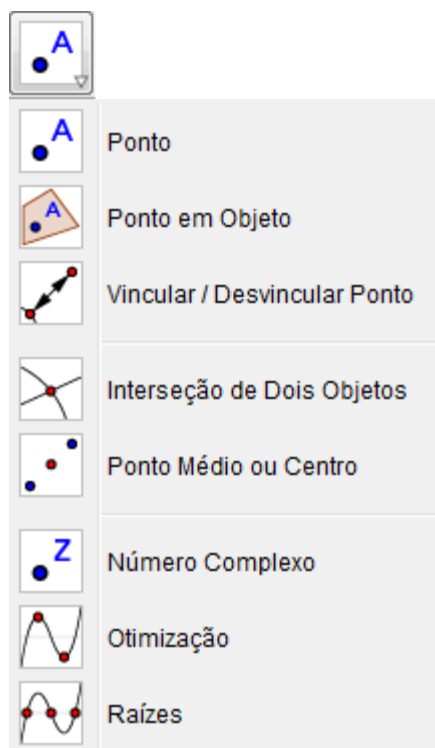 A
A
Ponto
A
Ponto em Objeto
Vincular / Desvincular Ponto
Interseção de Dois Objetos
Ponto Médio ou Centro
Z
Número Complexo
Otimização
Raízes